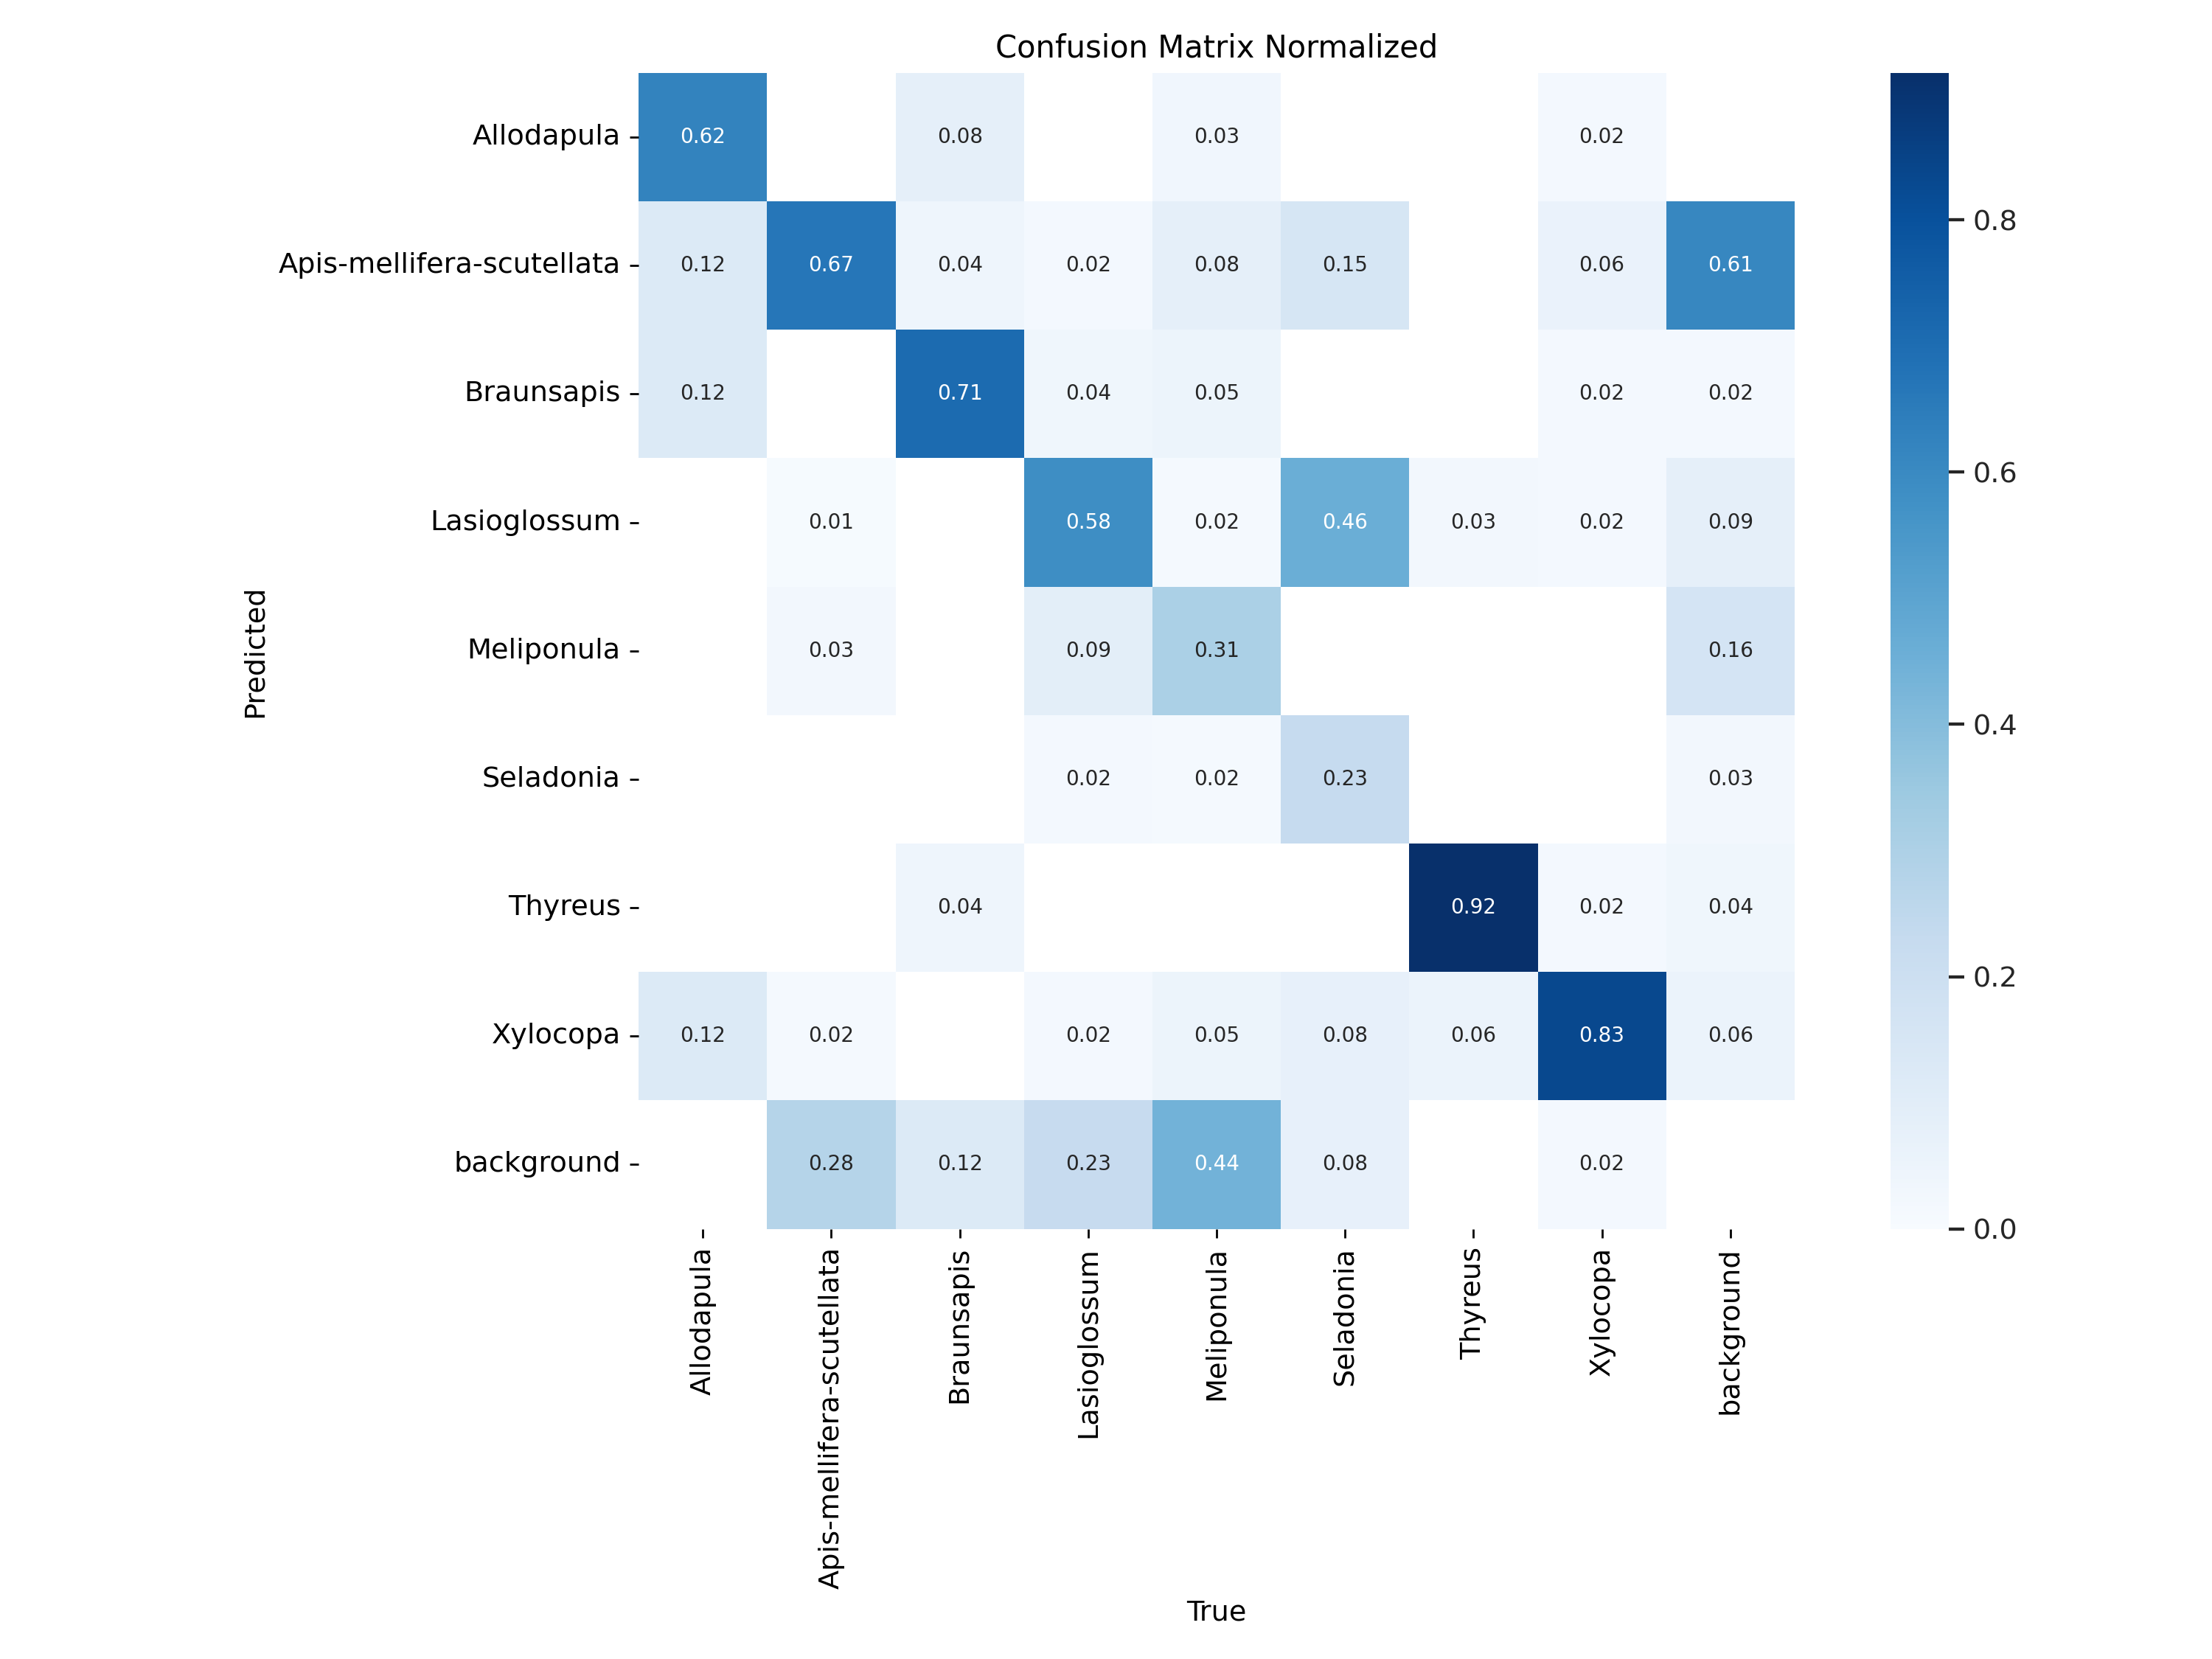 Confusion Matrix Normalized
Allodapula 0.62 0.08 0.03 0.02
Apis-mellifera-scutellata 0.12 0.67 0.04 0.02 0.08 0.15 0.06 0.61
Braunsapis 0.12 0.71 0.04 0.05 0.02 0.02
Lasioglossum 0.01 0.58 0.02 0.46 0.03 0.02 0.09
Meliponula 0.03 0.09 0.31 0.16
Seladonia 0.02 0.02 0.23 0.03
Thyreus 0.04 0.92 0.02 0.04
Xylocopa 0.12 0.02 0.02 0.05 0.08 0.06 0.83 0.06
background 0.28 0.12 0.23 0.44 0.08 0.02
Predicted
Allodapula
Apis-mellifera-scutellata
Braunsapis
Lasioglossum
Meliponula
Seladonia
Thyreus
Xylocopa
background
True
0.8
0.6
0.4
0.2
0.0